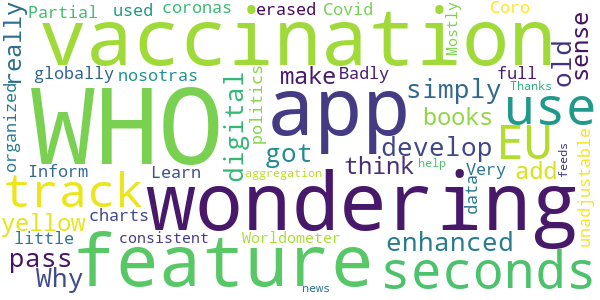 Partial used coronas erased Covid Mostly Coro
vaccination
really globally nosotras make Badly full old sense
WHO digital politics app simply books use
organized got think develop EU
Inform Learn aggregation help Very data add Thanks feeds unadjustable
track wondering
yellow charts
little consistent Worldometer enhanced
pass Why feature seconds
news